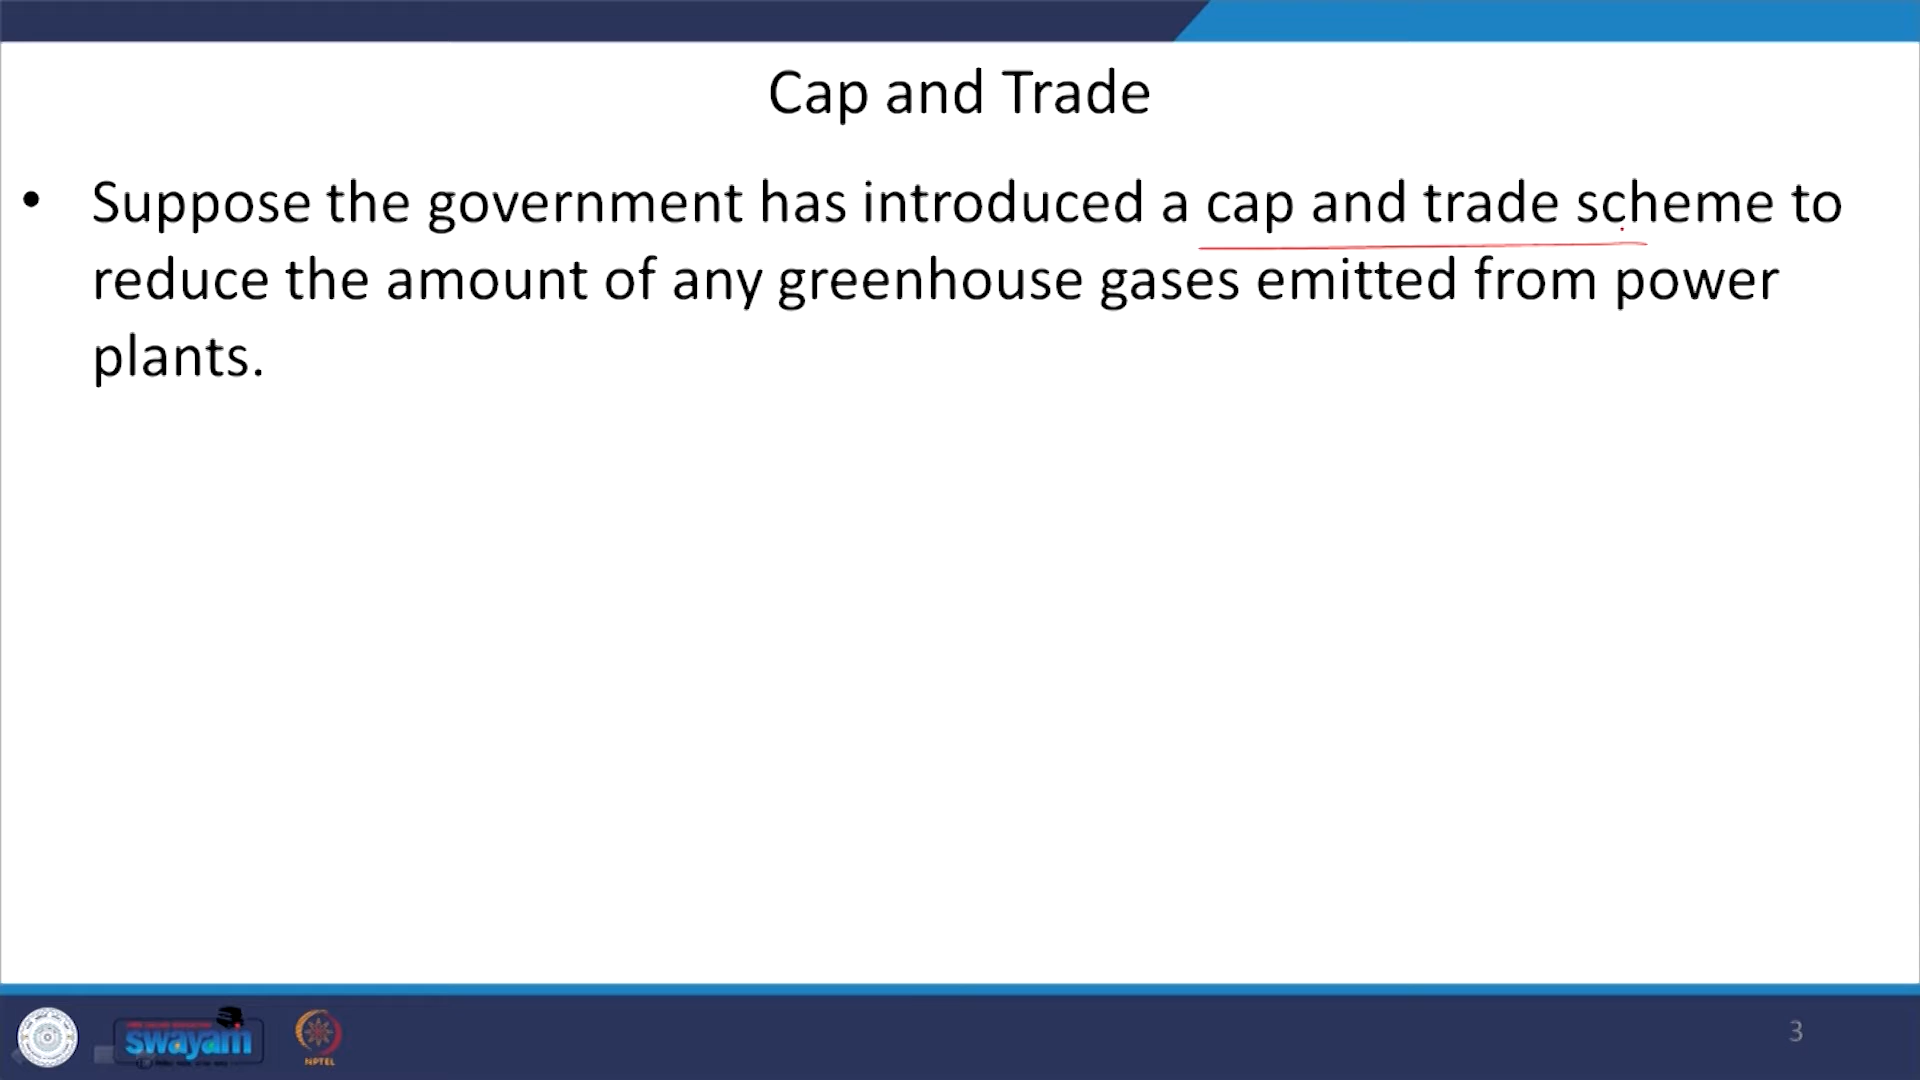 Cap and Trade
• Suppose the government has introduced a cap and trade scheme to
reduce the amount of any greenhouse gases emitted from power
plants.
swayam
NPTEL
3